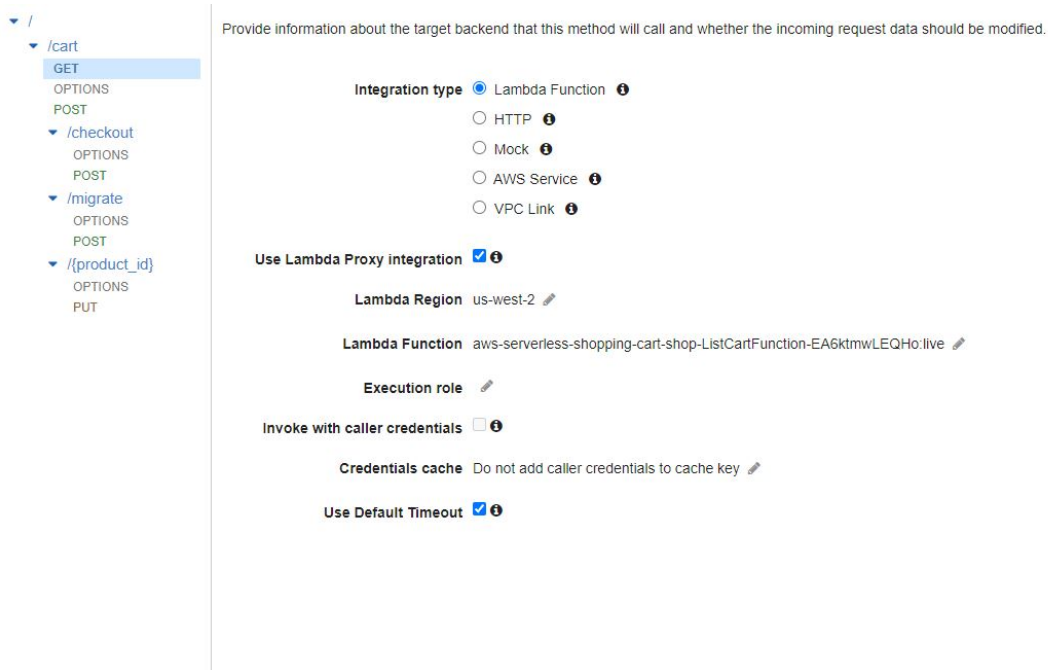 /
/cart
GET
OPTIONS
POST
/checkout
OPTIONS
POST
/migrate
OPTIONS
POST
/{product_id}
OPTIONS
PUT
Provide information about the target backend that this method will call and whether the incoming request data should be modified.
Integration type Lambda Function
HTTP
Mock
AWS Service
VPC Link
Use Lambda Proxy integration
Lambda Region us-west-2
Lambda Function aws-serverless-shopping-cart-shop-ListCartFunction-EA6ktmwLEQHo:live
Execution role
Invoke with caller credentials
Credentials cache Do not add caller credentials to cache key
Use Default Timeout